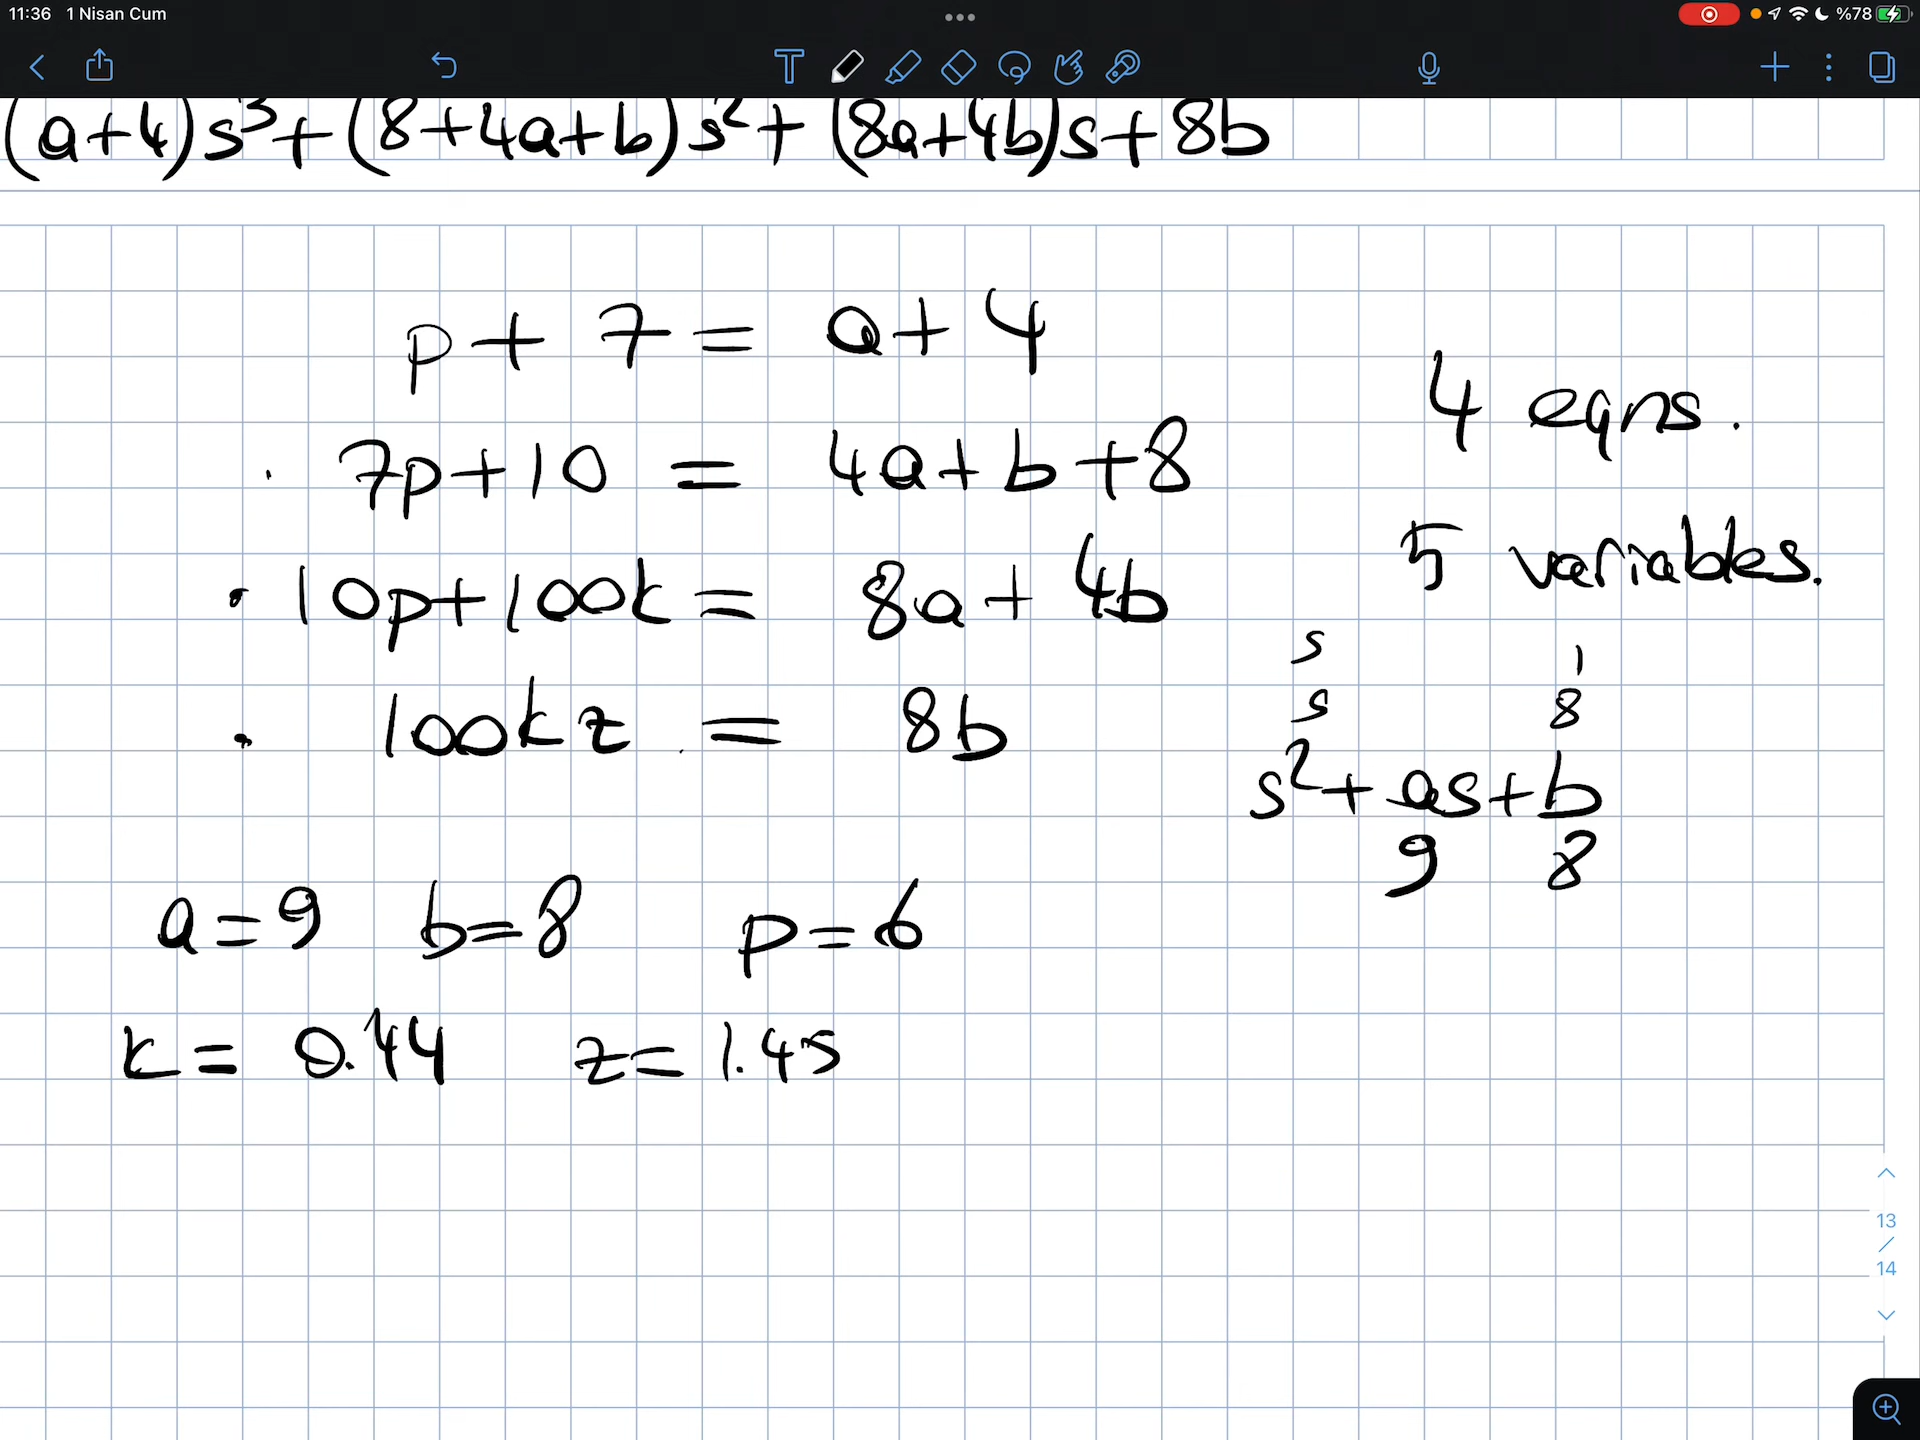 11:36 1 Nisan Cum
%78
(a+4)s³+(8+4a+b)s²+(8a+4b)s+8b
p+7=a+4
4 eqns.
7p+10=4a+b+8
5 variables.
10p+100k=8a+4b
s 1
s 8
100kz=8b
s²+as+b
9 8
a=9 b=8 p=6
k=0.44 z=1.45
13
/
14